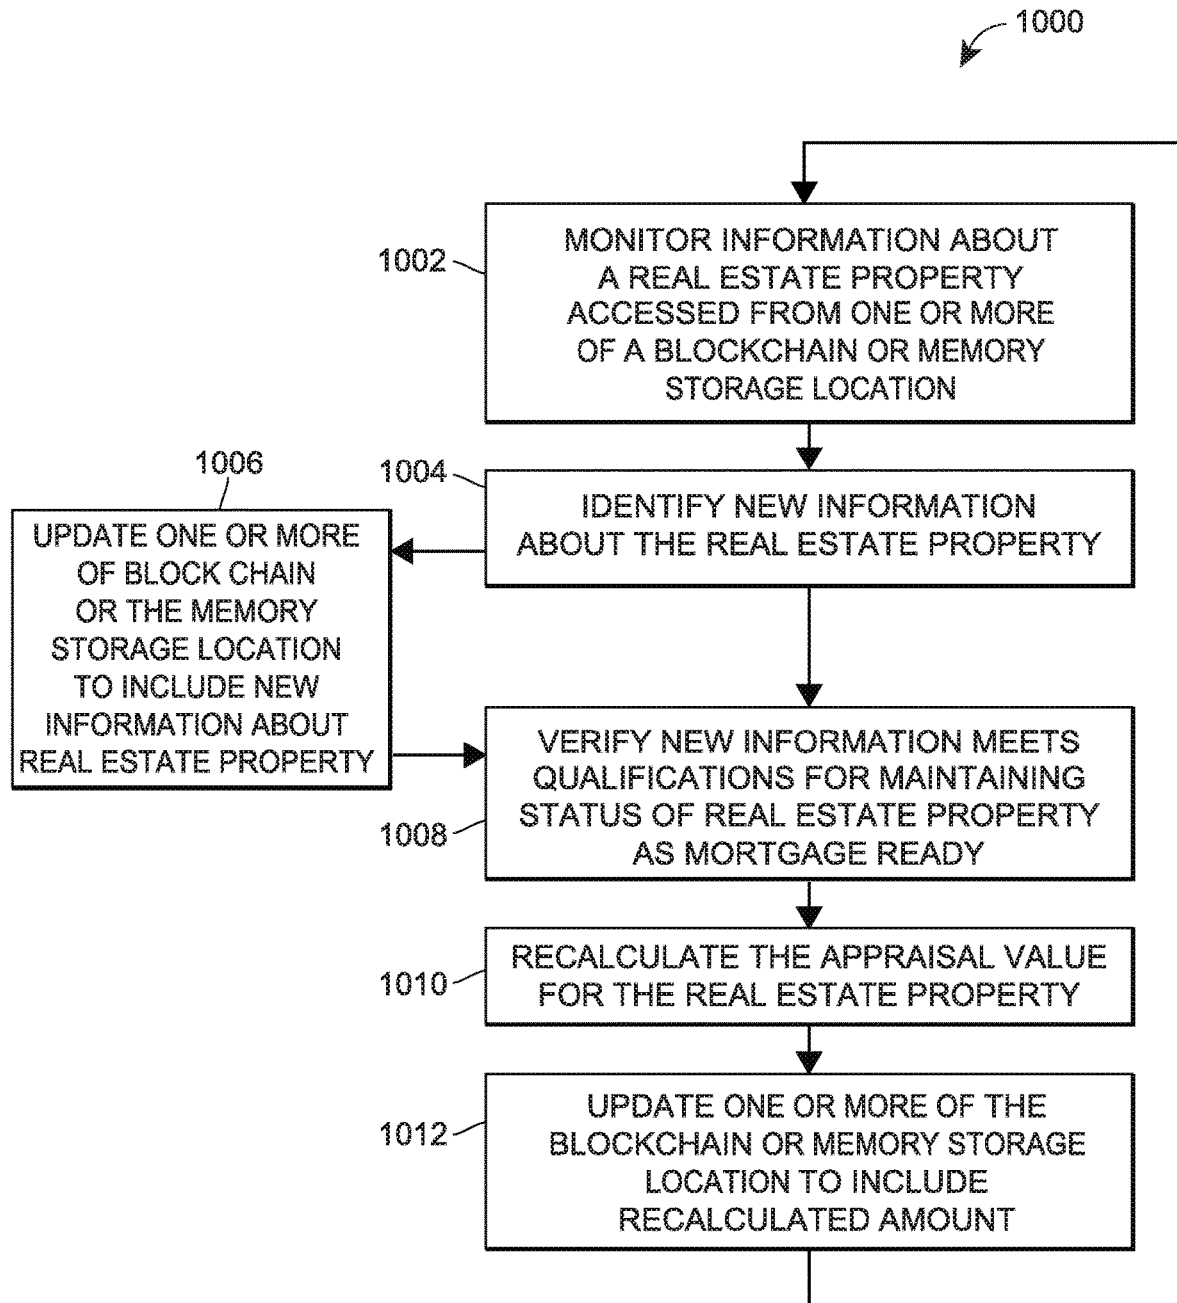 1000
1002
MONITOR INFORMATION ABOUT
A REAL ESTATE PROPERTY
ACCESSED FROM ONE OR MORE
OF A BLOCKCHAIN OR MEMORY
STORAGE LOCATION
1004
IDENTIFY NEW INFORMATION
ABOUT THE REAL ESTATE PROPERTY
1006
UPDATE ONE OR MORE
OF BLOCK CHAIN
OR THE MEMORY
STORAGE LOCATION
TO INCLUDE NEW
INFORMATION ABOUT
REAL ESTATE PROPERTY
1008
VERIFY NEW INFORMATION MEETS
QUALIFICATIONS FOR MAINTAINING
STATUS OF REAL ESTATE PROPERTY
AS MORTGAGE READY
1010
RECALCULATE THE APPRAISAL VALUE
FOR THE REAL ESTATE PROPERTY
1012
UPDATE ONE OR MORE OF THE
BLOCKCHAIN OR MEMORY STORAGE
LOCATION TO INCLUDE
RECALCULATED AMOUNT